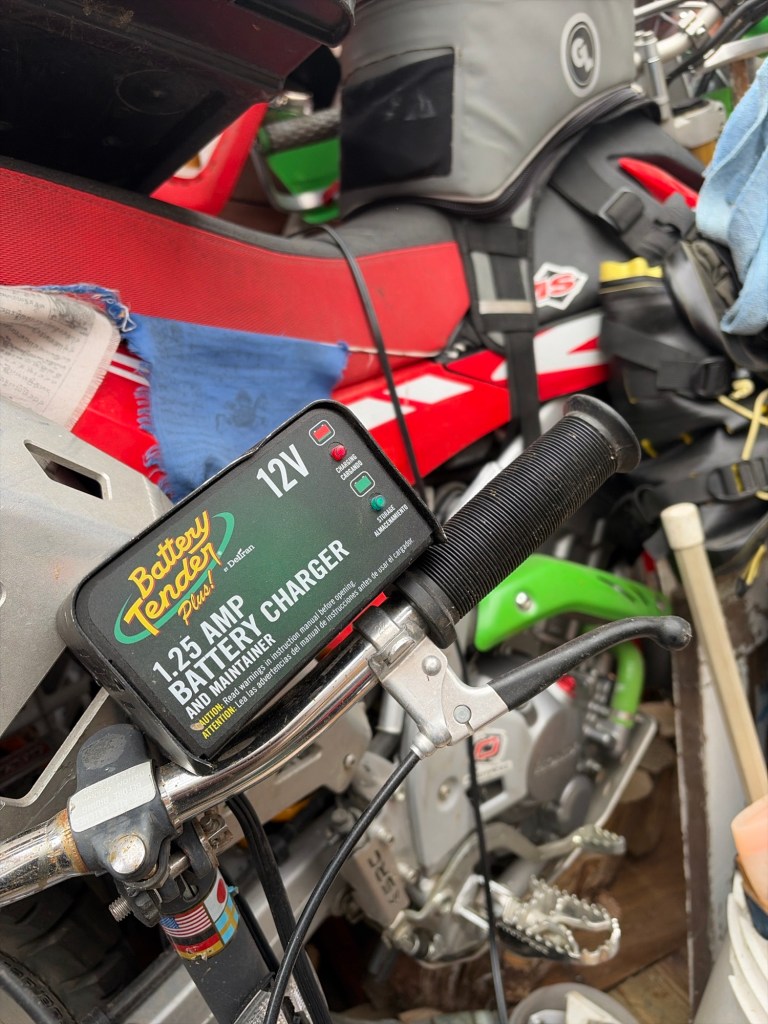 12V
CHARGING
CARGANDO
STORAGE
ALMACENAMIENTO
Battery
Tender
Plus!
Deltran
1.25 AMP
BATTERY CHARGER
AND MAINTAINER
CAUTION: Read warnings in instruction manual before opening.
ATTENTION: Lea las advertencias del manual de instrucciones antes de usar el cargador.
GL